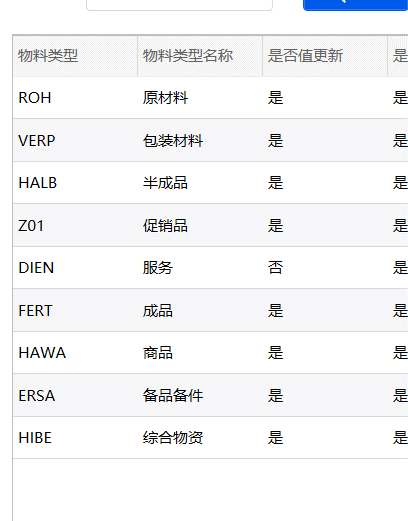 物料类型 物料类型名称 是否值更新 是
ROH 原材料 是 是
VERP 包装材料 是 是
HALB 半成品 是 是
Z01 促销品 是 是
DIEN 服务 否 是
FERT 成品 是 是
HAWA 商品 是 是
ERSA 备品备件 是 是
HIBE 综合物资 是 是